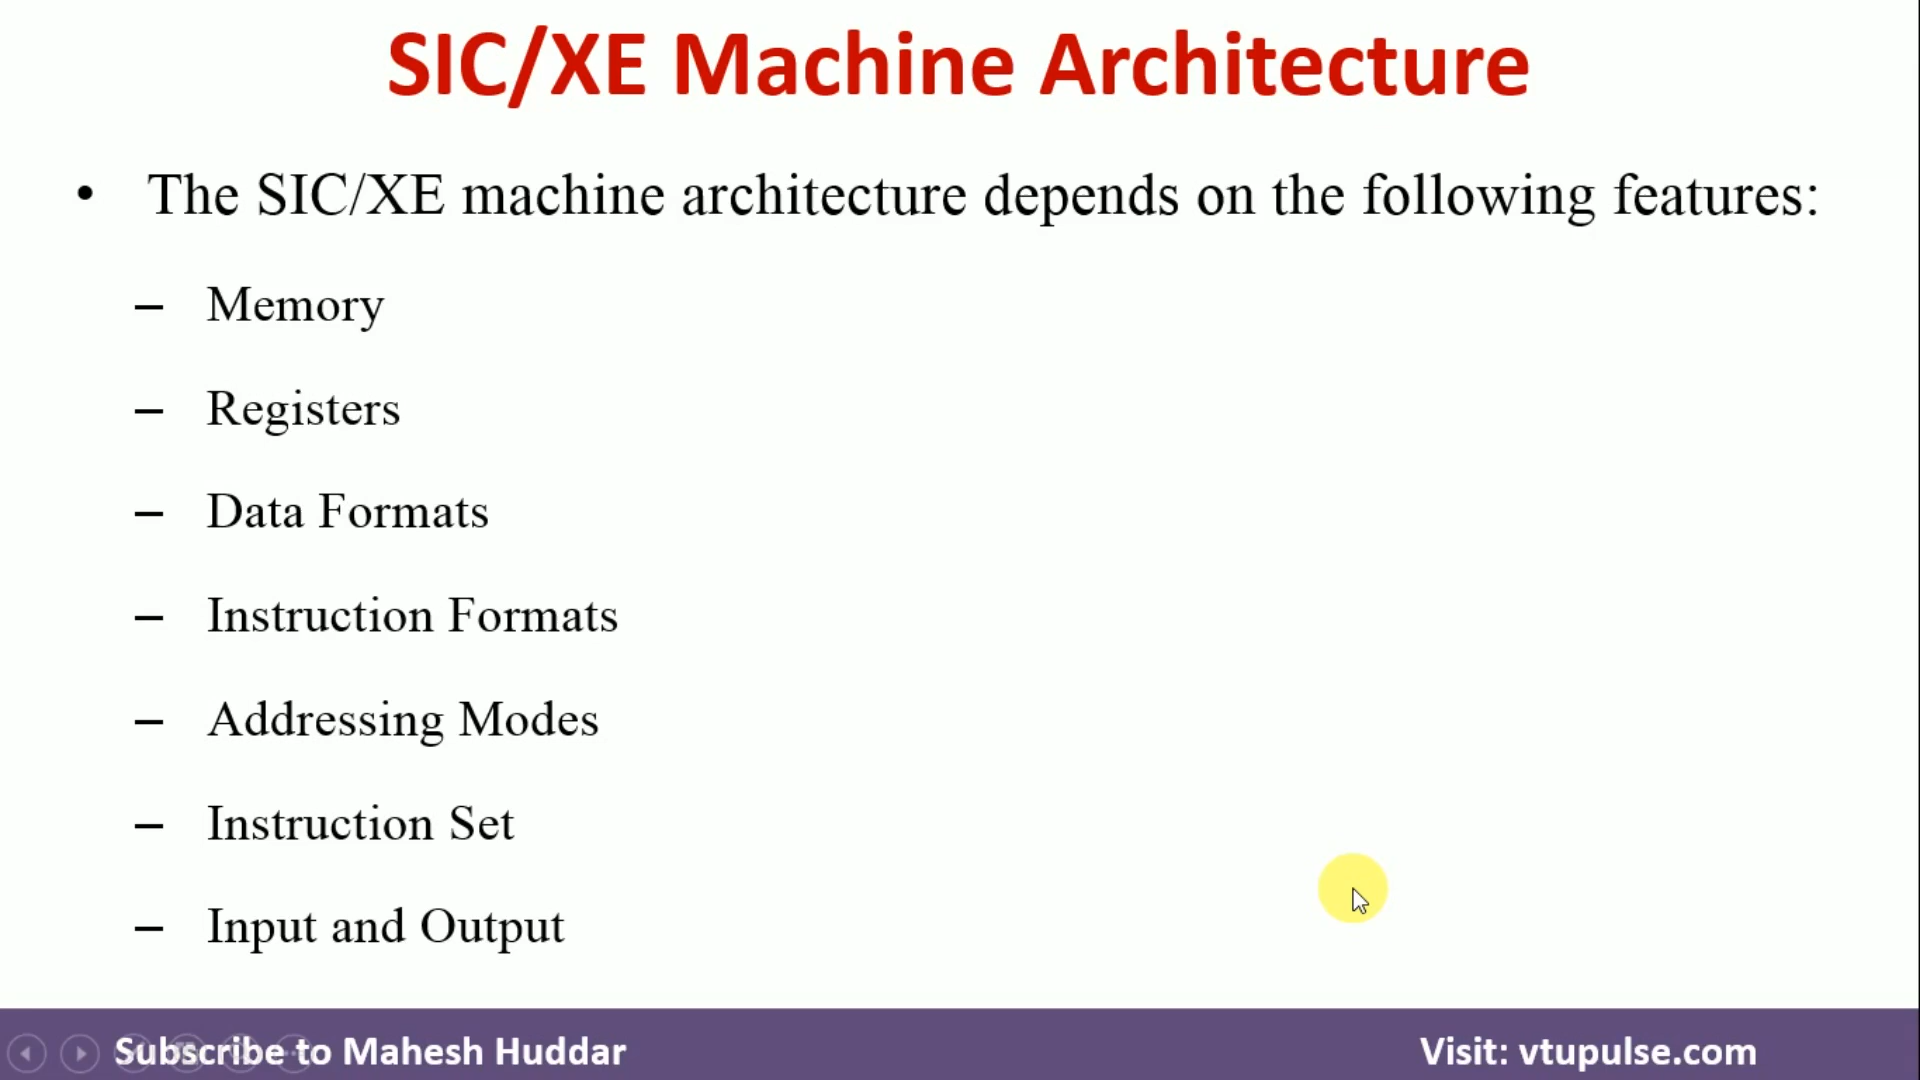 SIC/XE Machine Architecture
• The SIC/XE machine architecture depends on the following features:
– Memory
– Registers
– Data Formats
– Instruction Formats
– Addressing Modes
– Instruction Set
– Input and Output
Subscribe to Mahesh Huddar
Visit: vtupulse.com